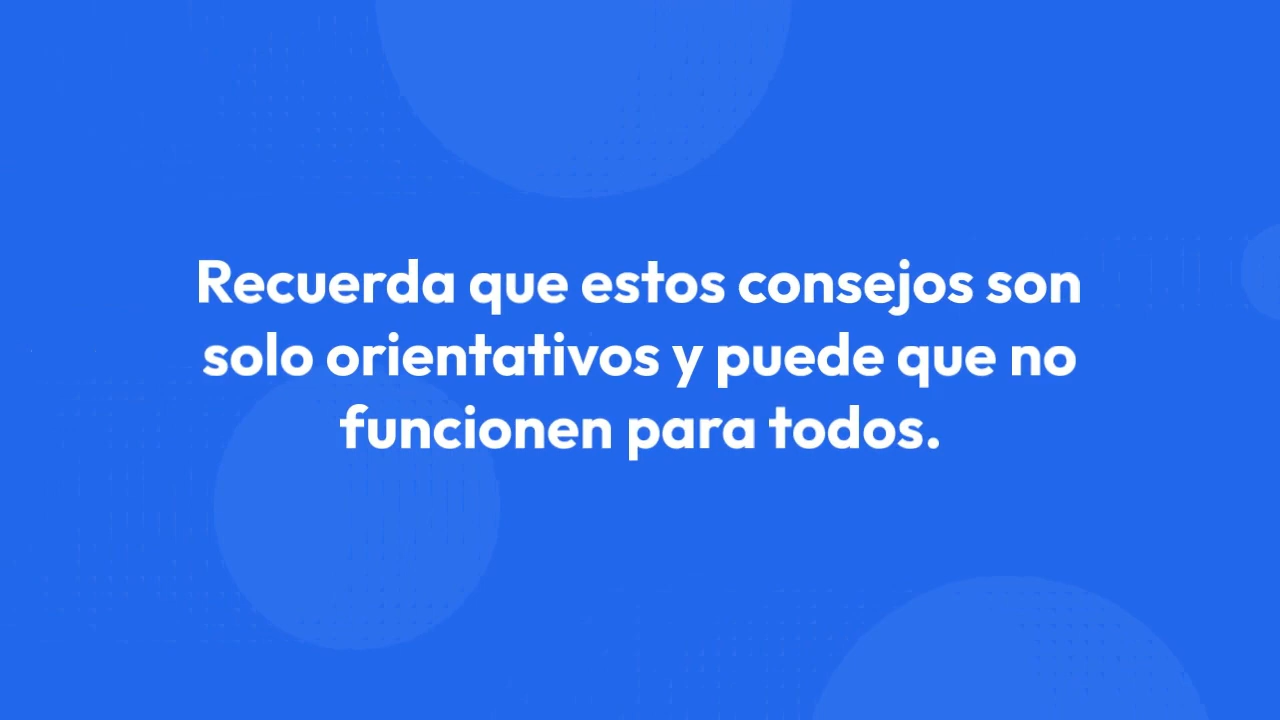 Recuerda que estos consejos son
solo orientativos y puede que no
funcionen para todos.